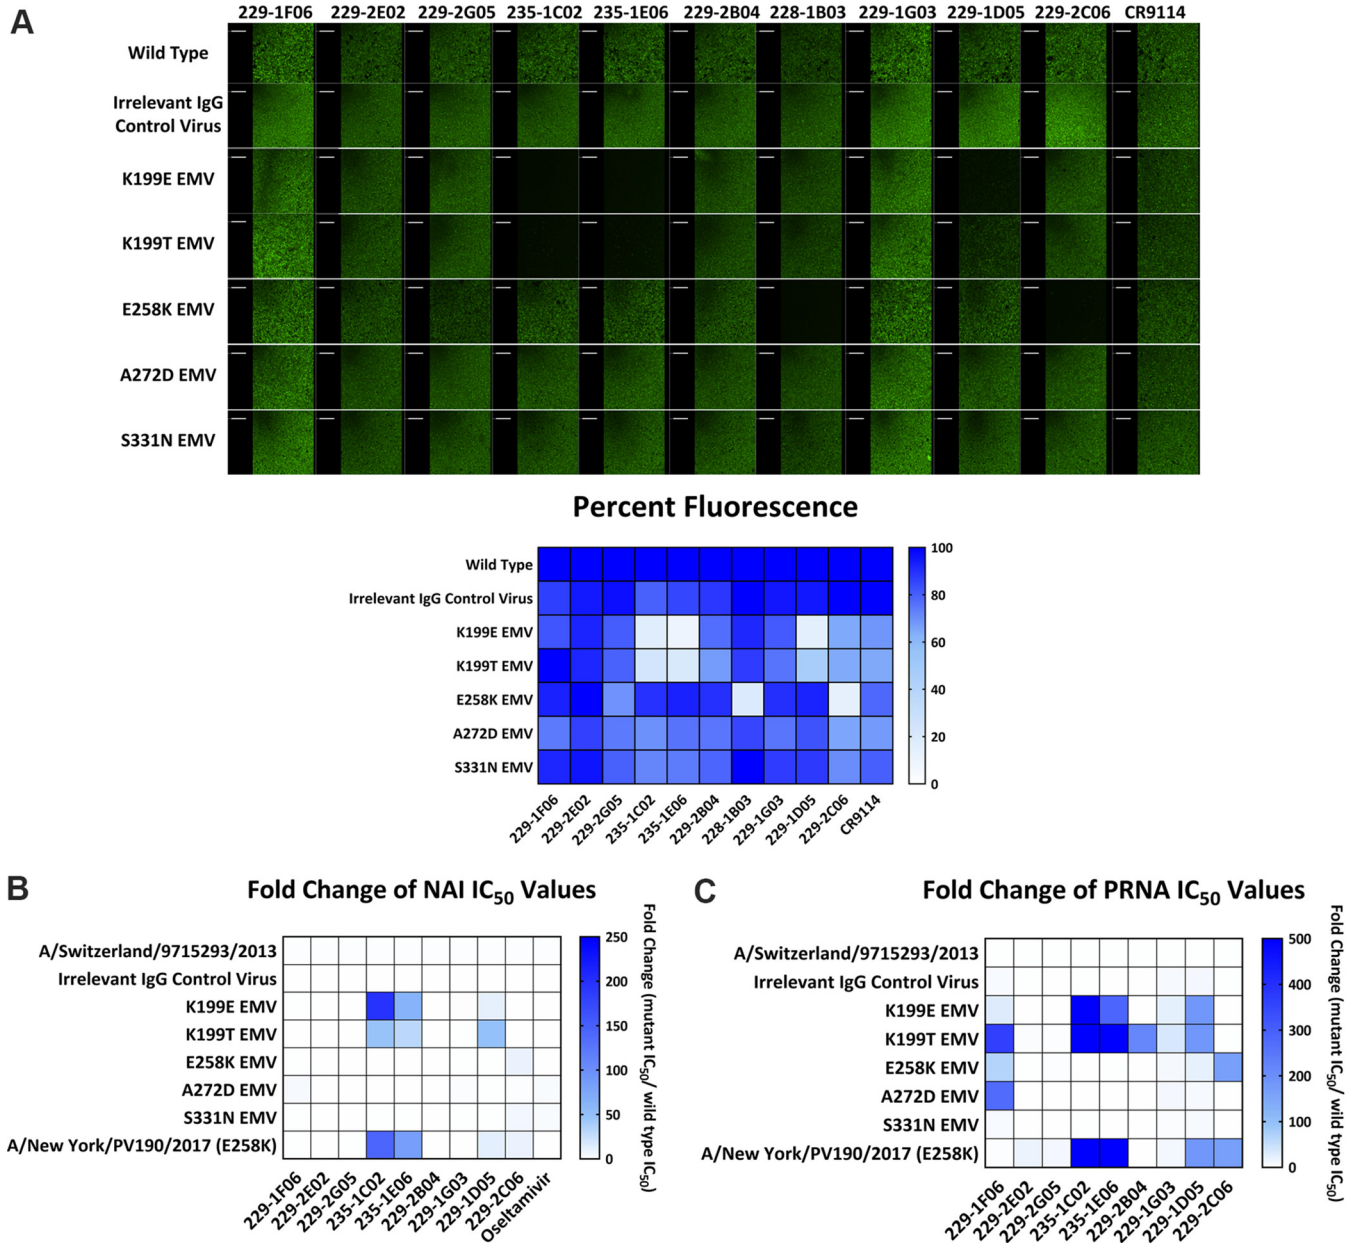 A
229-1F06 229-2E02 229-2G05 235-1C02 235-1E06 229-2B04 228-1B03 229-1G03 229-1D05 229-2C06 CR9114
Wild Type
Irrelevant IgG
Control Virus
K199E EMV
K199T EMV
E258K EMV
A272D EMV
S331N EMV
Percent Fluorescence
Wild Type
Irrelevant IgG Control Virus
K199E EMV
K199T EMV
E258K EMV
A272D EMV
S331N EMV
100
80
60
40
20
0
229-1F06 229-2E02 229-2G05 235-1C02 235-1E06 229-2B04 228-1B03 229-1G03 229-1D05 229-2C06 CR9114
B
Fold Change of NAI IC50 Values
A/Switzerland/9715293/2013
Irrelevant IgG Control Virus
K199E EMV
K199T EMV
E258K EMV
A272D EMV
S331N EMV
A/New York/PV190/2017 (E258K)
250
200
150
100
50
0
Fold Change (mutant IC50/ wild type IC50)
229-1F06 229-2E02 229-2G05 235-1C02 235-1E06 229-2B04 229-1G03 229-1D05 229-2C06 Oseltamivir
C
Fold Change of PRNA IC50 Values
A/Switzerland/9715293/2013
Irrelevant IgG Control Virus
K199E EMV
K199T EMV
E258K EMV
A272D EMV
S331N EMV
A/New York/PV190/2017 (E258K)
500
400
300
200
100
0
Fold Change (mutant IC50/ wild type IC50)
229-1F06 229-2E02 229-2G05 235-1C02 235-1E06 229-2B04 229-1G03 229-1D05 229-2C06